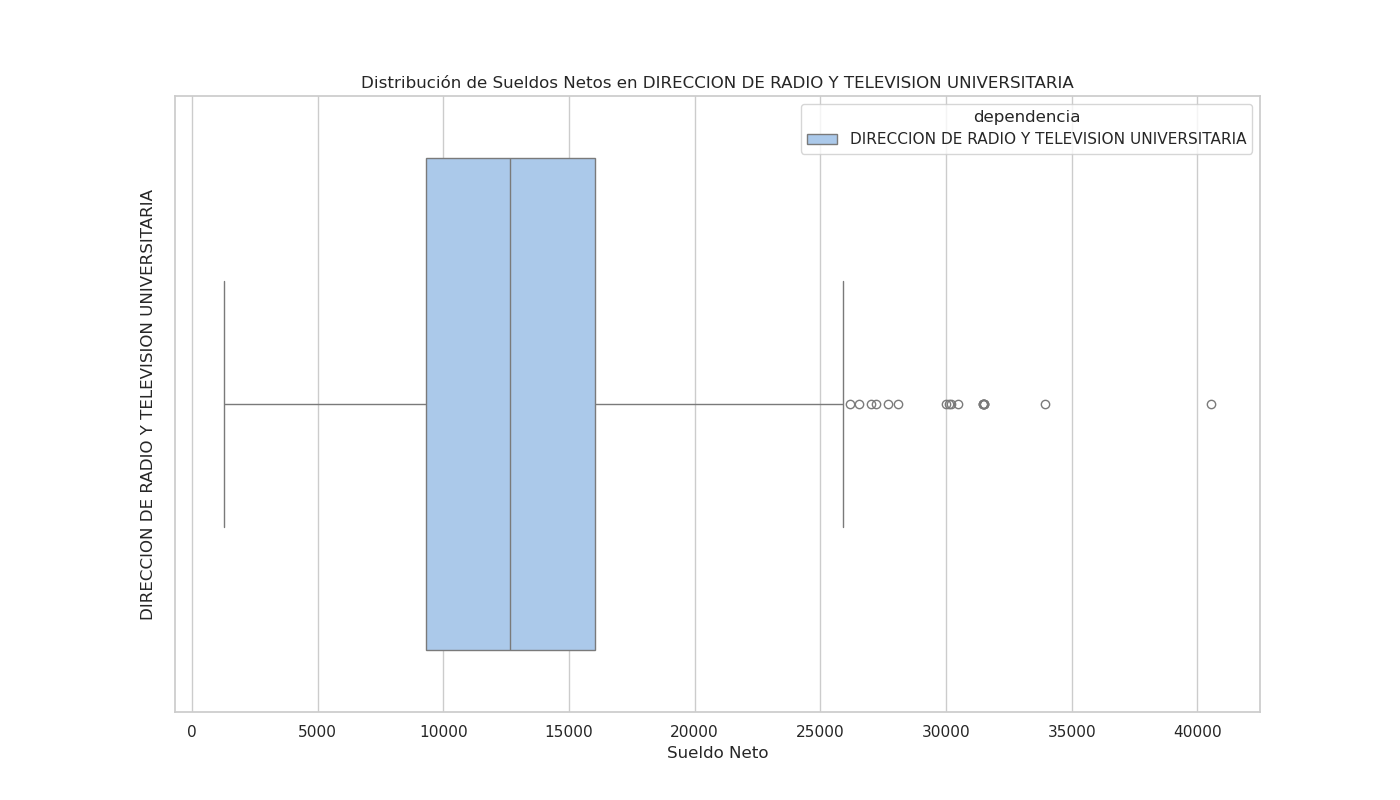 Distribución de Sueldos Netos en DIRECCION DE RADIO Y TELEVISION UNIVERSITARIA
dependencia
DIRECCION DE RADIO Y TELEVISION UNIVERSITARIA
DIRECCION DE RADIO Y TELEVISION UNIVERSITARIA
0 5000 10000 15000 20000 25000 30000 35000 40000
Sueldo Neto